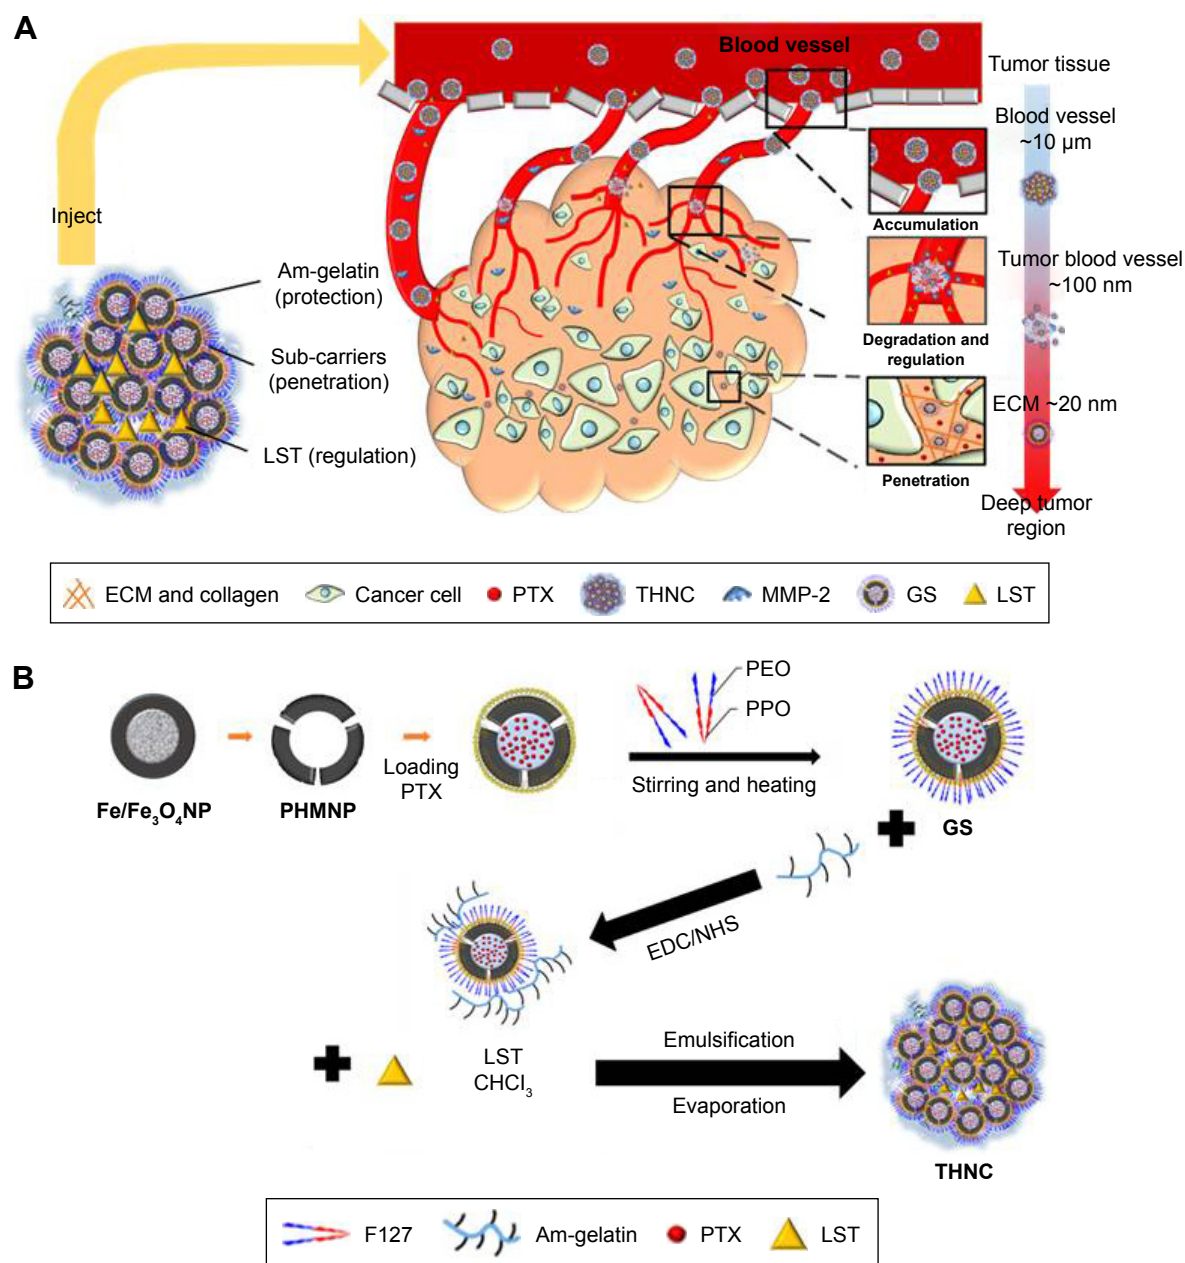 A
Blood vessel
Tumor tissue
Blood vessel
~10 µm
Inject
Accumulation
Am-gelatin
(protection)
Tumor blood vessel
~100 nm
Sub-carriers
(penetration)
Degradation and
regulation
ECM ~20 nm
LST (regulation)
Penetration
Deep tumor
region
ECM and collagen
Cancer cell
PTX
THNC
MMP-2
GS
LST
B
PEO
PPO
Loading
PTX
Stirring and heating
Fe/Fe₃O₄NP
PHMNP
GS
EDC/NHS
LST
CHCl₃
Emulsification
Evaporation
THNC
F127
Am-gelatin
PTX
LST